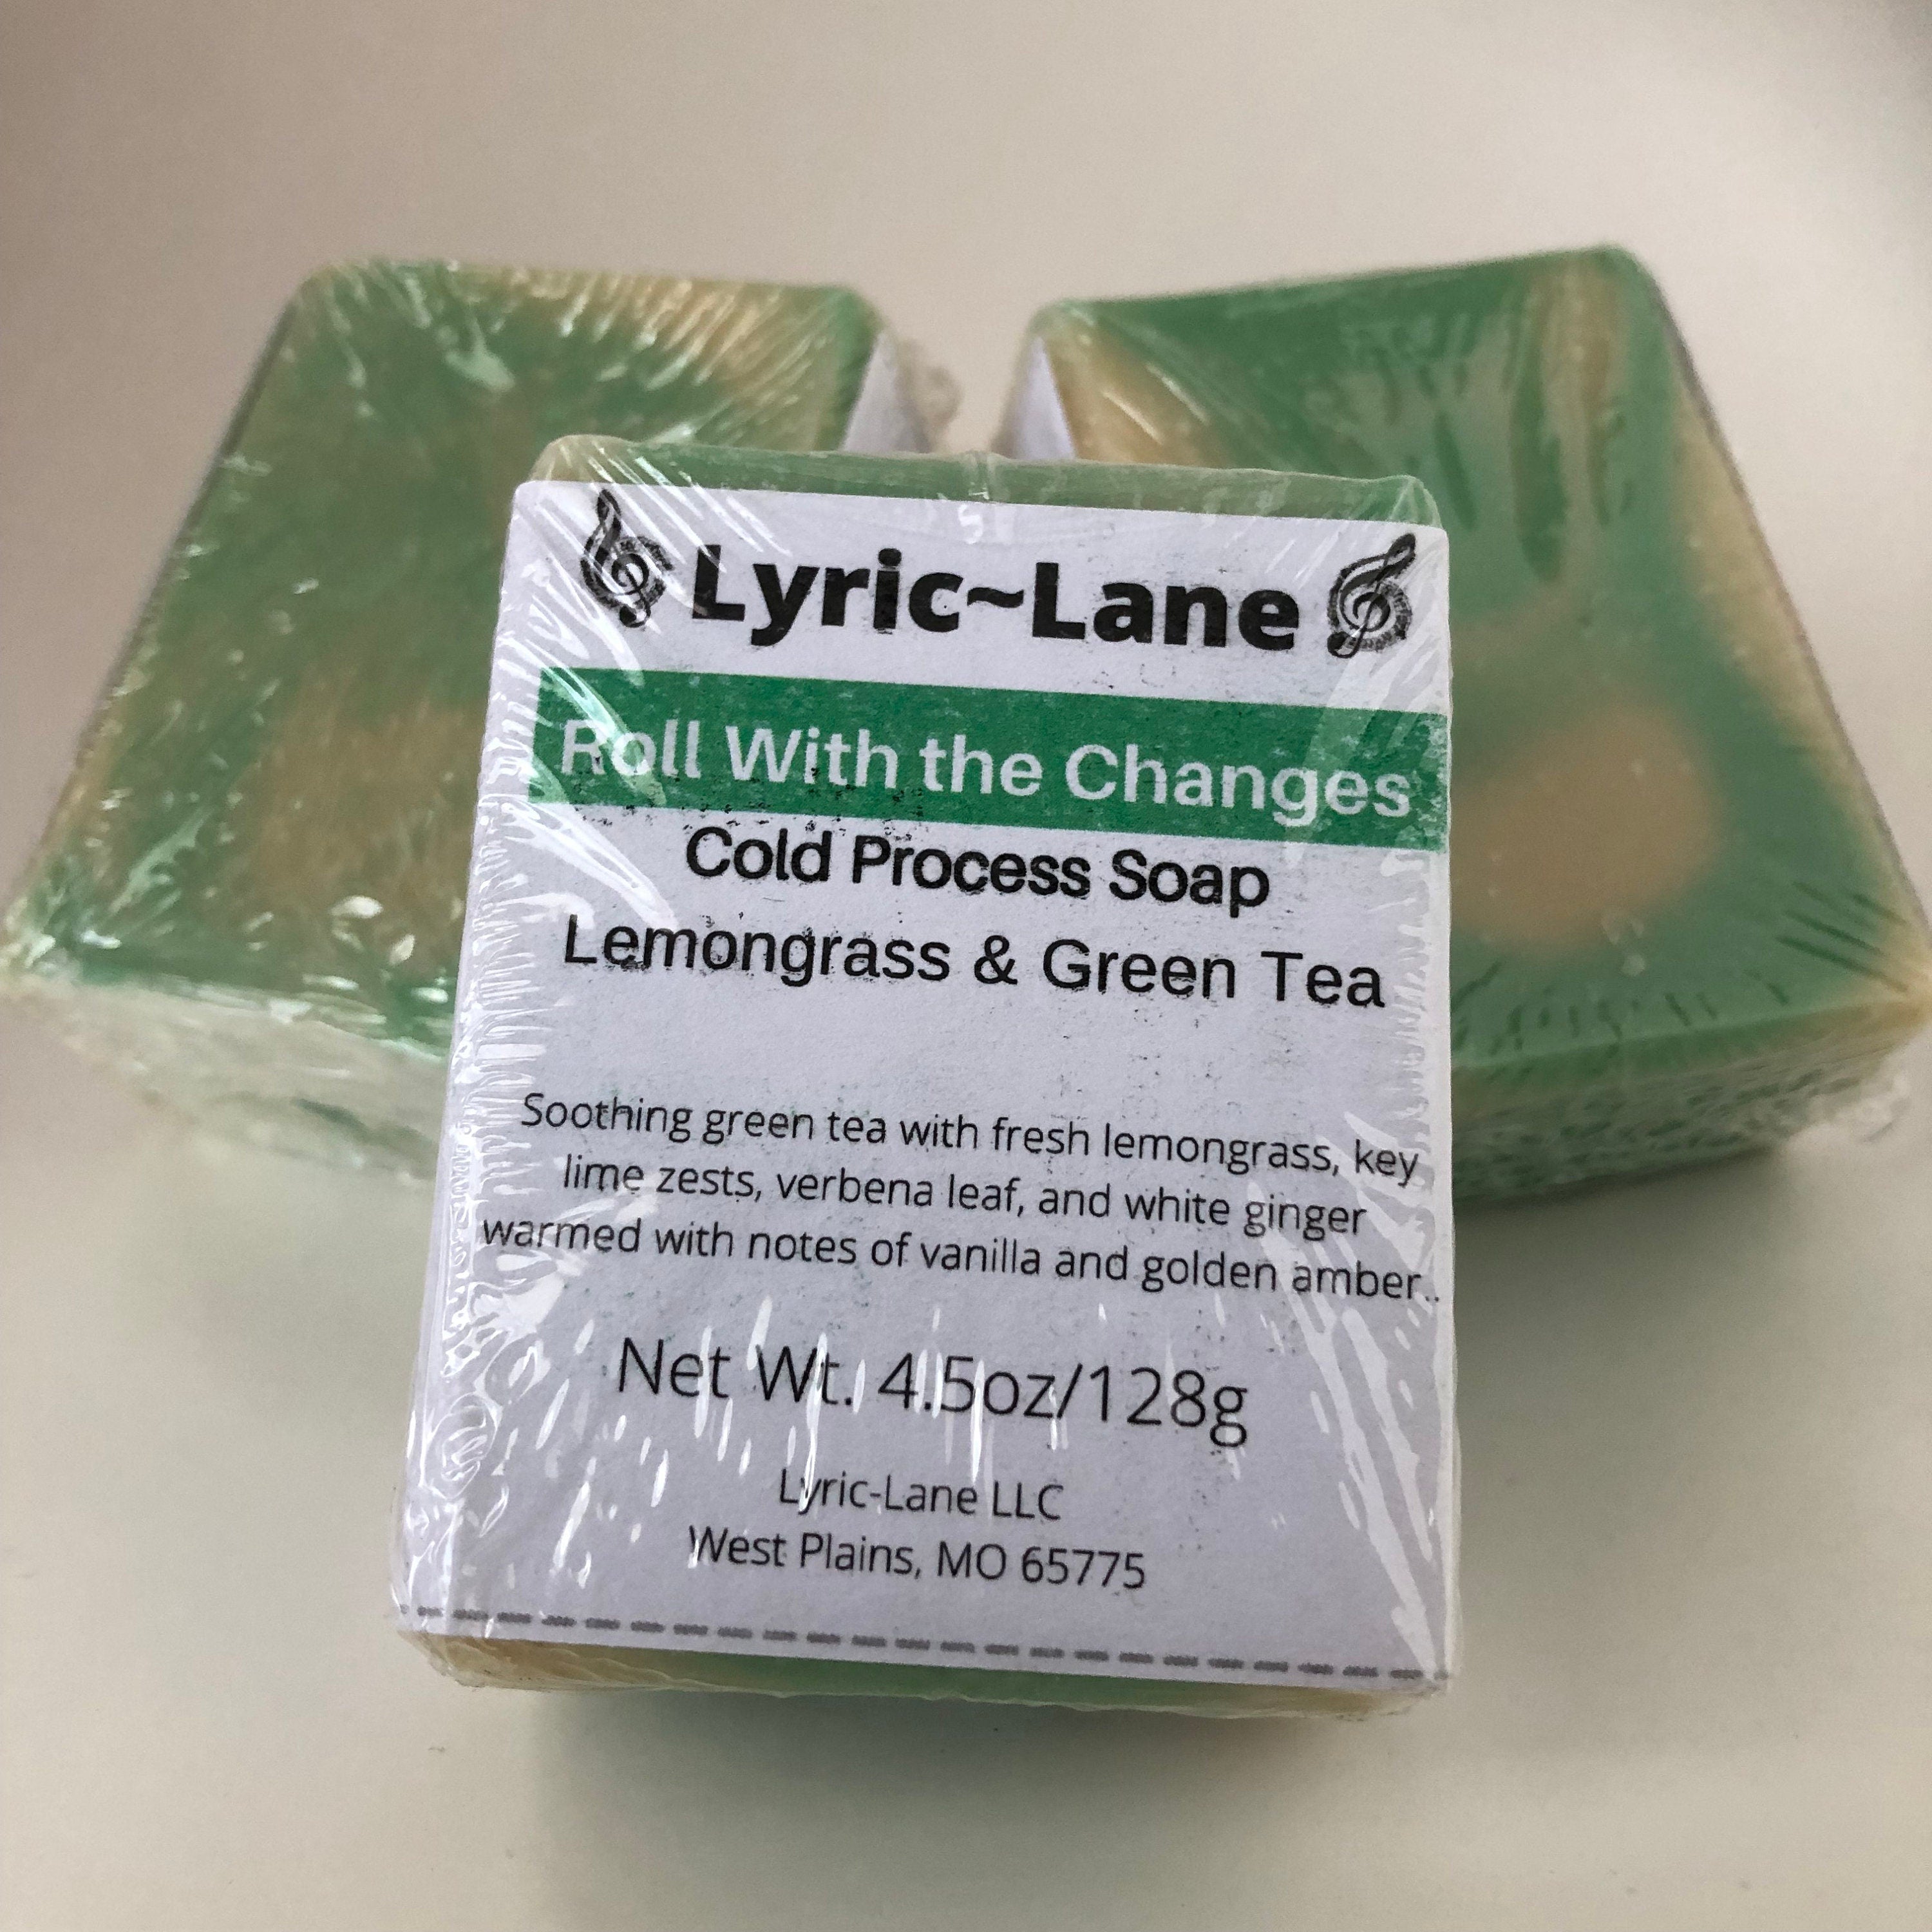 Lyric~Lane
Roll With the Changes
Cold Process Soap
Lemongrass & Green Tea
Soothing green tea with fresh lemongrass, key
lime zests, verbena leaf, and white ginger
warmed with notes of vanilla and golden amber..
Net Wt. 4.5oz/128g
Lyric-Lane LLC
West Plains, MO 65775